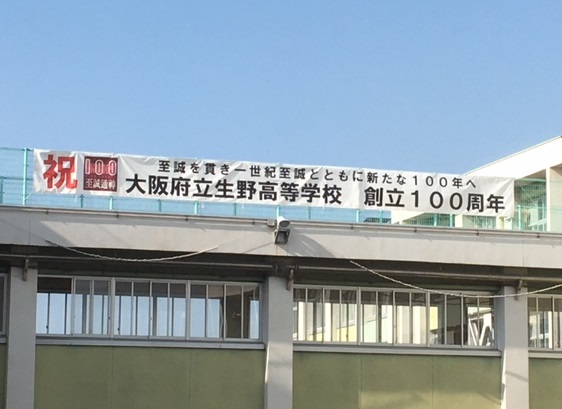 祝
100
至誠通神
至誠を貫き一世紀至誠とともに新たな100年へ
大阪府立生野高等学校 創立100周年